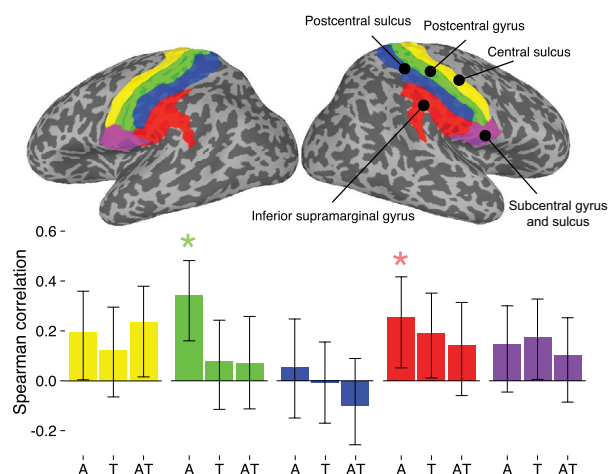 Postcentral sulcus
Postcentral gyrus
Central sulcus
Inferior supramarginal gyrus
Subcentral gyrus
and sulcus
Spearman correlation
0.6
0.4
0.2
0.0
-0.2
*
*
A T AT A T AT A T AT A T AT A T AT